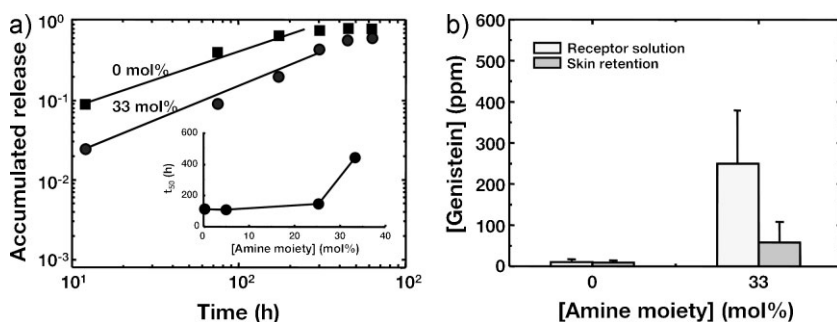 a)
Accumulated release
10⁰
10⁻¹
10⁻²
10⁻³
0 mol%
33 mol%
t₅₀ (h)
600
400
200
0
0 10 20 30 40
[Amine moiety] (mol%)
10¹ 10² 10²
Time (h)
b)
[Genistein] (ppm)
600
500
400
300
200
100
0
Receptor solution
Skin retention
0 33
[Amine moiety] (mol%)